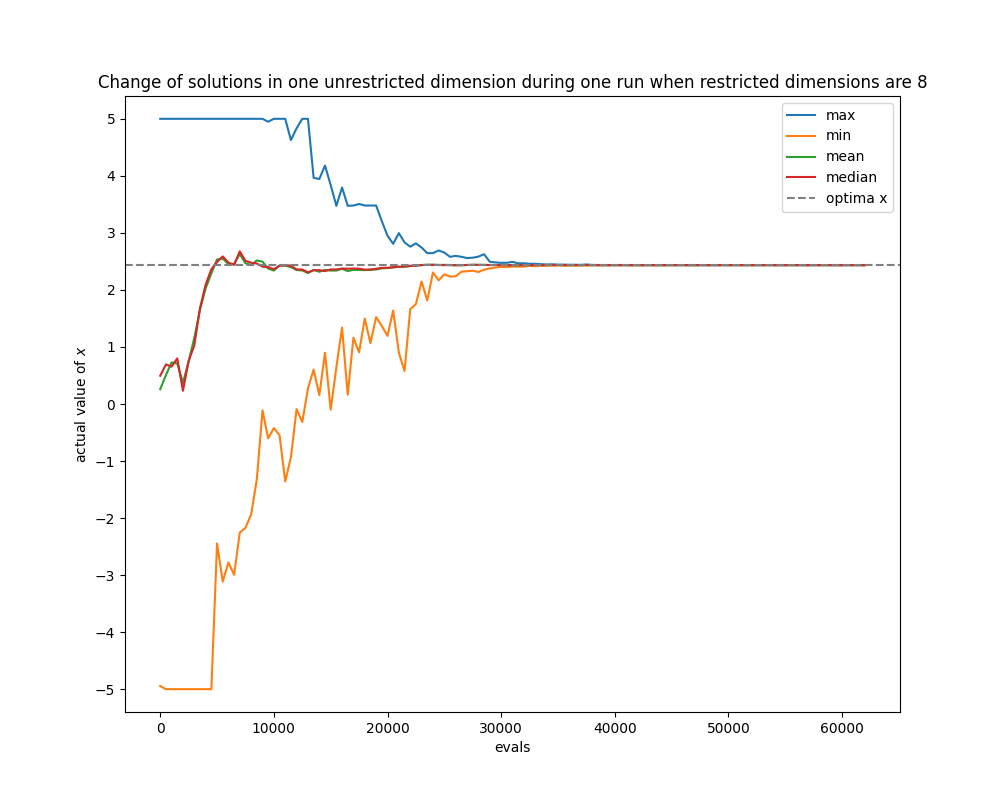 Change of solutions in one unrestricted dimension during one run when restricted dimensions are 8
max
min
mean
median
optima x
5
4
3
2
1
0
−1
−2
−3
−4
−5
actual value of x
0
10000
20000
30000
40000
50000
60000
evals